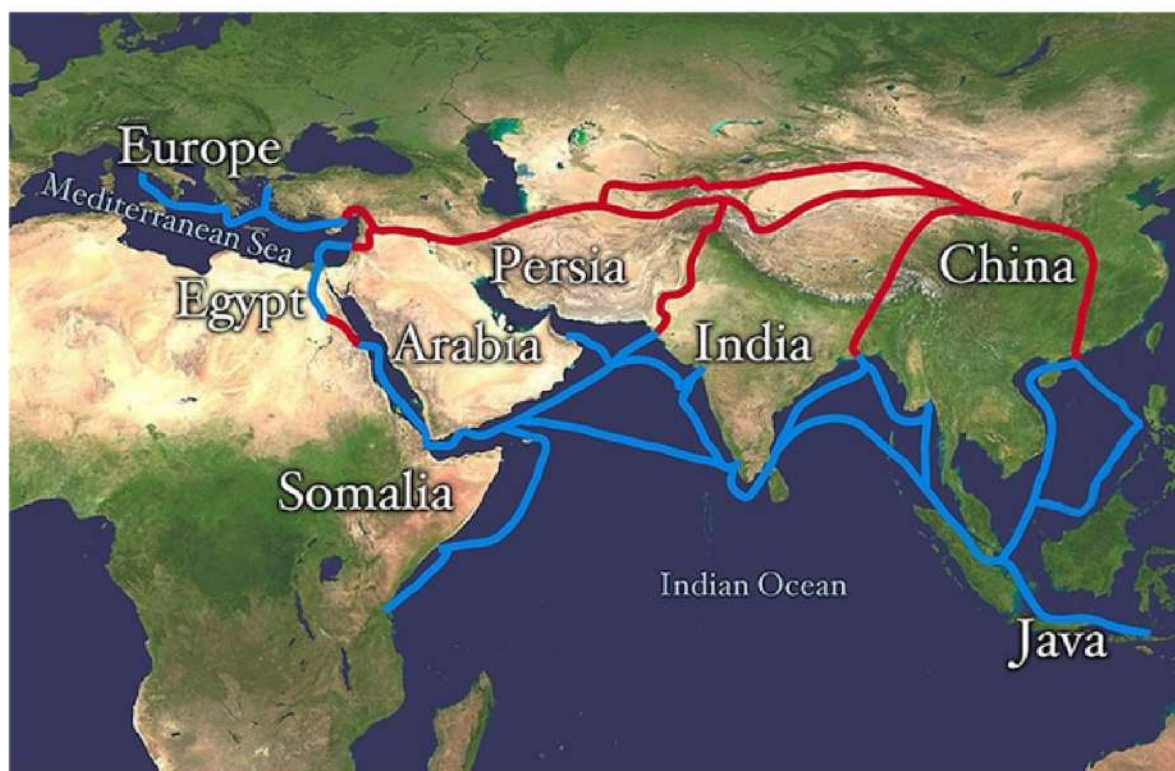 Europe
Mediterranean Sea
Egypt
Persia
China
Arabia
India
Somalia
Indian Ocean
Java